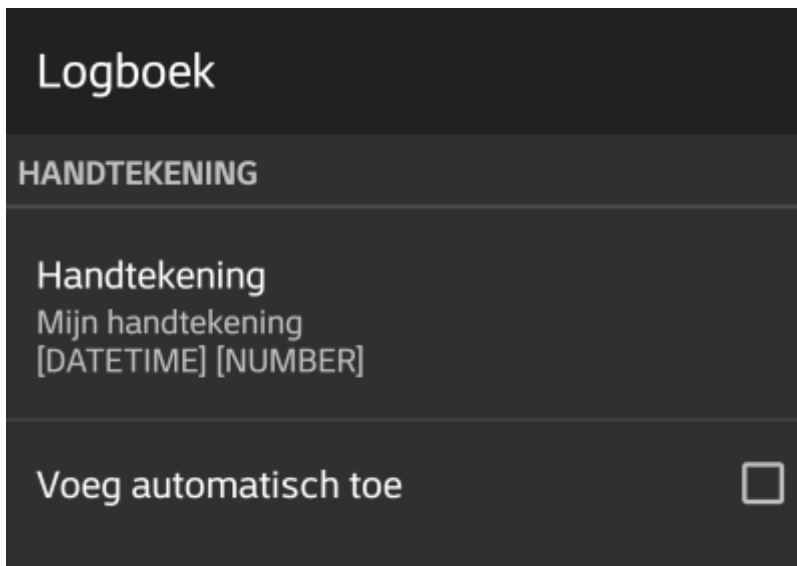 Logboek
HANDTEKENING
Handtekening
Mijn handtekening
[DATETIME] [NUMBER]
Voeg automatisch toe